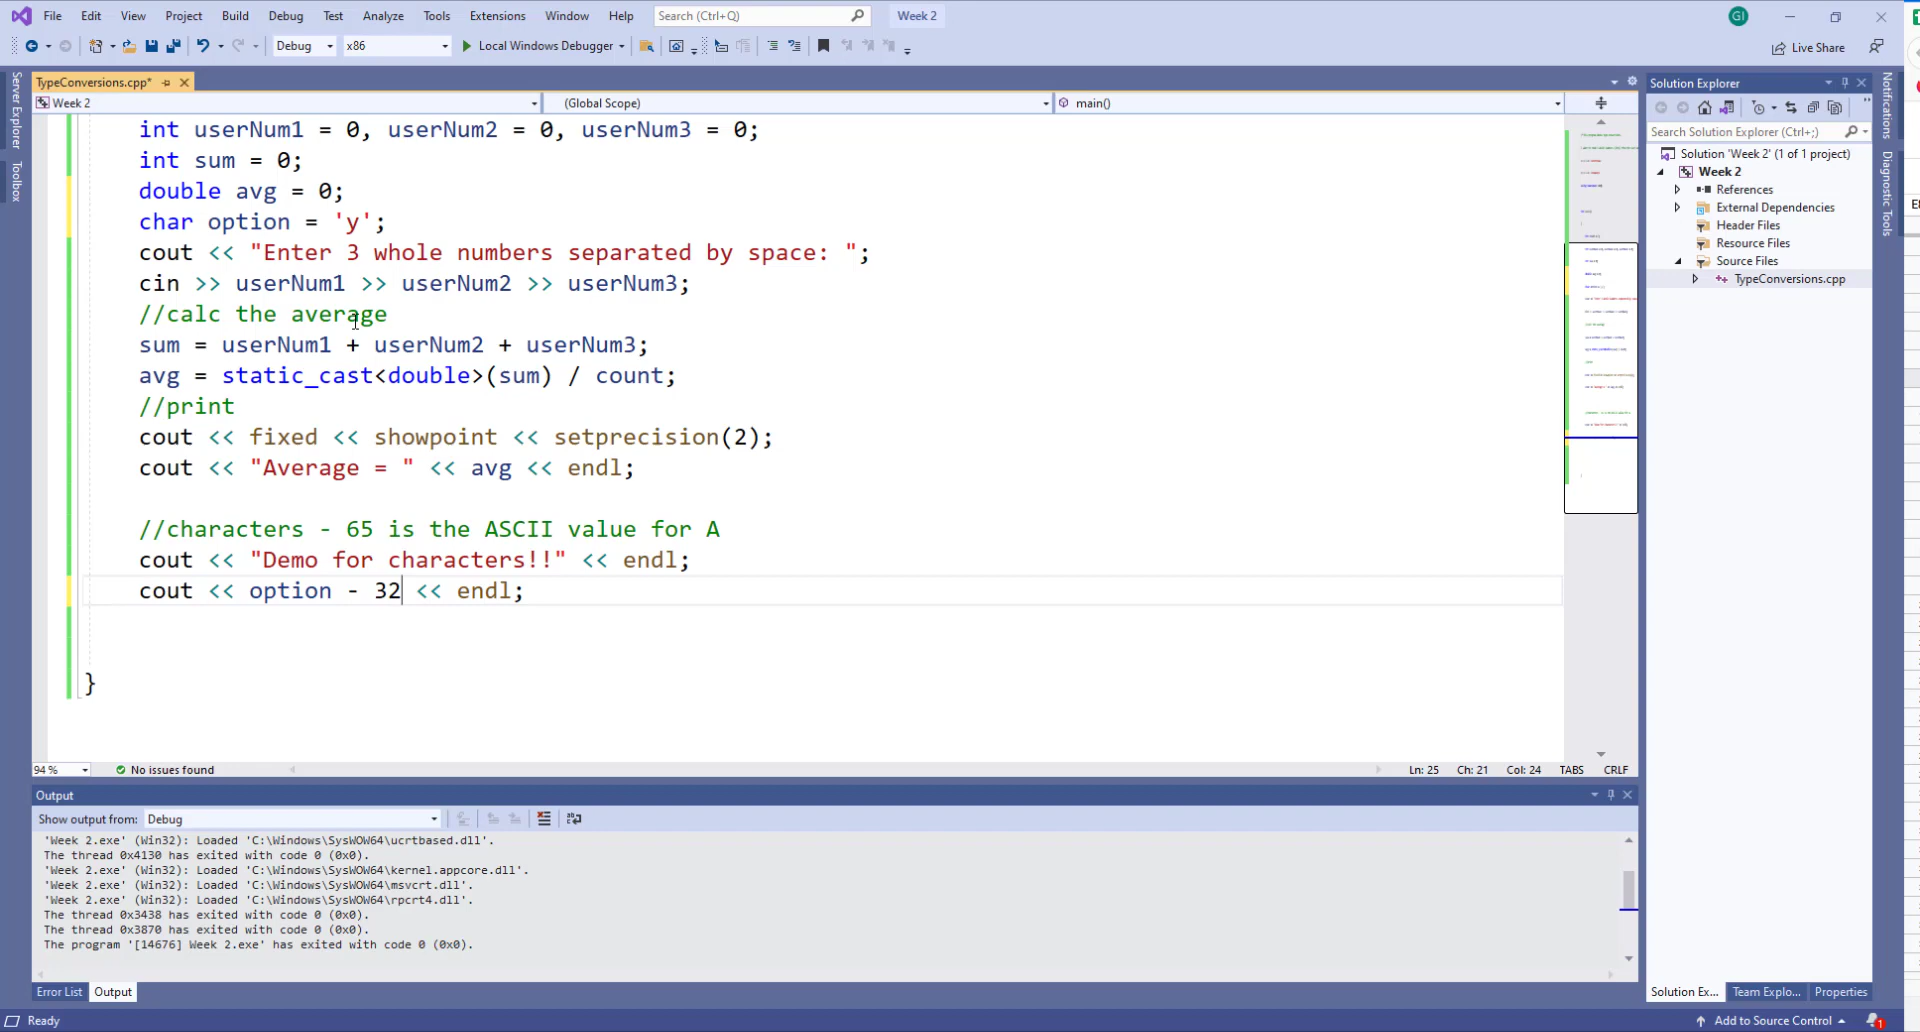 File Edit View Project Build Debug Test Analyze Tools Extensions Window Help Search (Ctrl+Q) Week 2 GI
Debug x86 Local Windows Debugger Live Share
Server Explorer
Toolbox
TypeConversions.cpp*
Week 2 (Global Scope) main()
int userNum1 = 0, userNum2 = 0, userNum3 = 0;
int sum = 0;
double avg = 0;
char option = 'y';
cout << "Enter 3 whole numbers separated by space: ";
cin >> userNum1 >> userNum2 >> userNum3;
//calc the average
sum = userNum1 + userNum2 + userNum3;
avg = static_cast<double>(sum) / count;
//print
cout << fixed << showpoint << setprecision(2);
cout << "Average = " << avg << endl;
//characters - 65 is the ASCII value for A
cout << "Demo for characters!!" << endl;
cout << option - 32 << endl;
}
94 % No issues found Ln: 25 Ch: 21 Col: 24 TABS CRLF
Output
Show output from: Debug
'Week 2.exe' (Win32): Loaded 'C:\Windows\SysWOW64\ucrtbased.dll'.
The thread 0x4130 has exited with code 0 (0x0).
'Week 2.exe' (Win32): Loaded 'C:\Windows\SysWOW64\kernel.appcore.dll'.
'Week 2.exe' (Win32): Loaded 'C:\Windows\SysWOW64\msvcrt.dll'.
'Week 2.exe' (Win32): Loaded 'C:\Windows\SysWOW64\rpcrt4.dll'.
The thread 0x3438 has exited with code 0 (0x0).
The thread 0x3870 has exited with code 0 (0x0).
The program '[14676] Week 2.exe' has exited with code 0 (0x0).
Error List Output
Ready
Solution Explorer
Search Solution Explorer (Ctrl+;)
Solution 'Week 2' (1 of 1 project)
Week 2
References
External Dependencies
Header Files
Resource Files
Source Files
TypeConversions.cpp
Solution Ex... Team Explo... Properties
Add to Source Control 1
Notifications
Diagnostic Tools